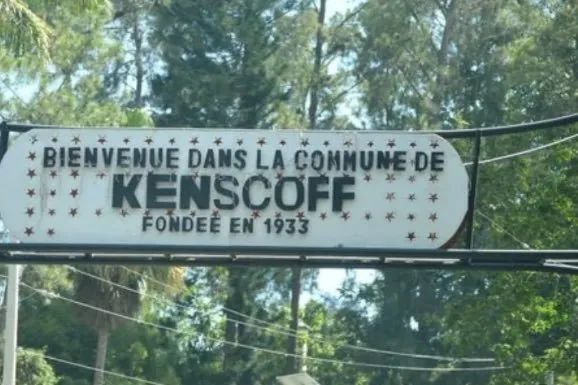 BIENVENUE DANS LA COMMUNE DE
KENSCOFF
FONDEE EN 1933